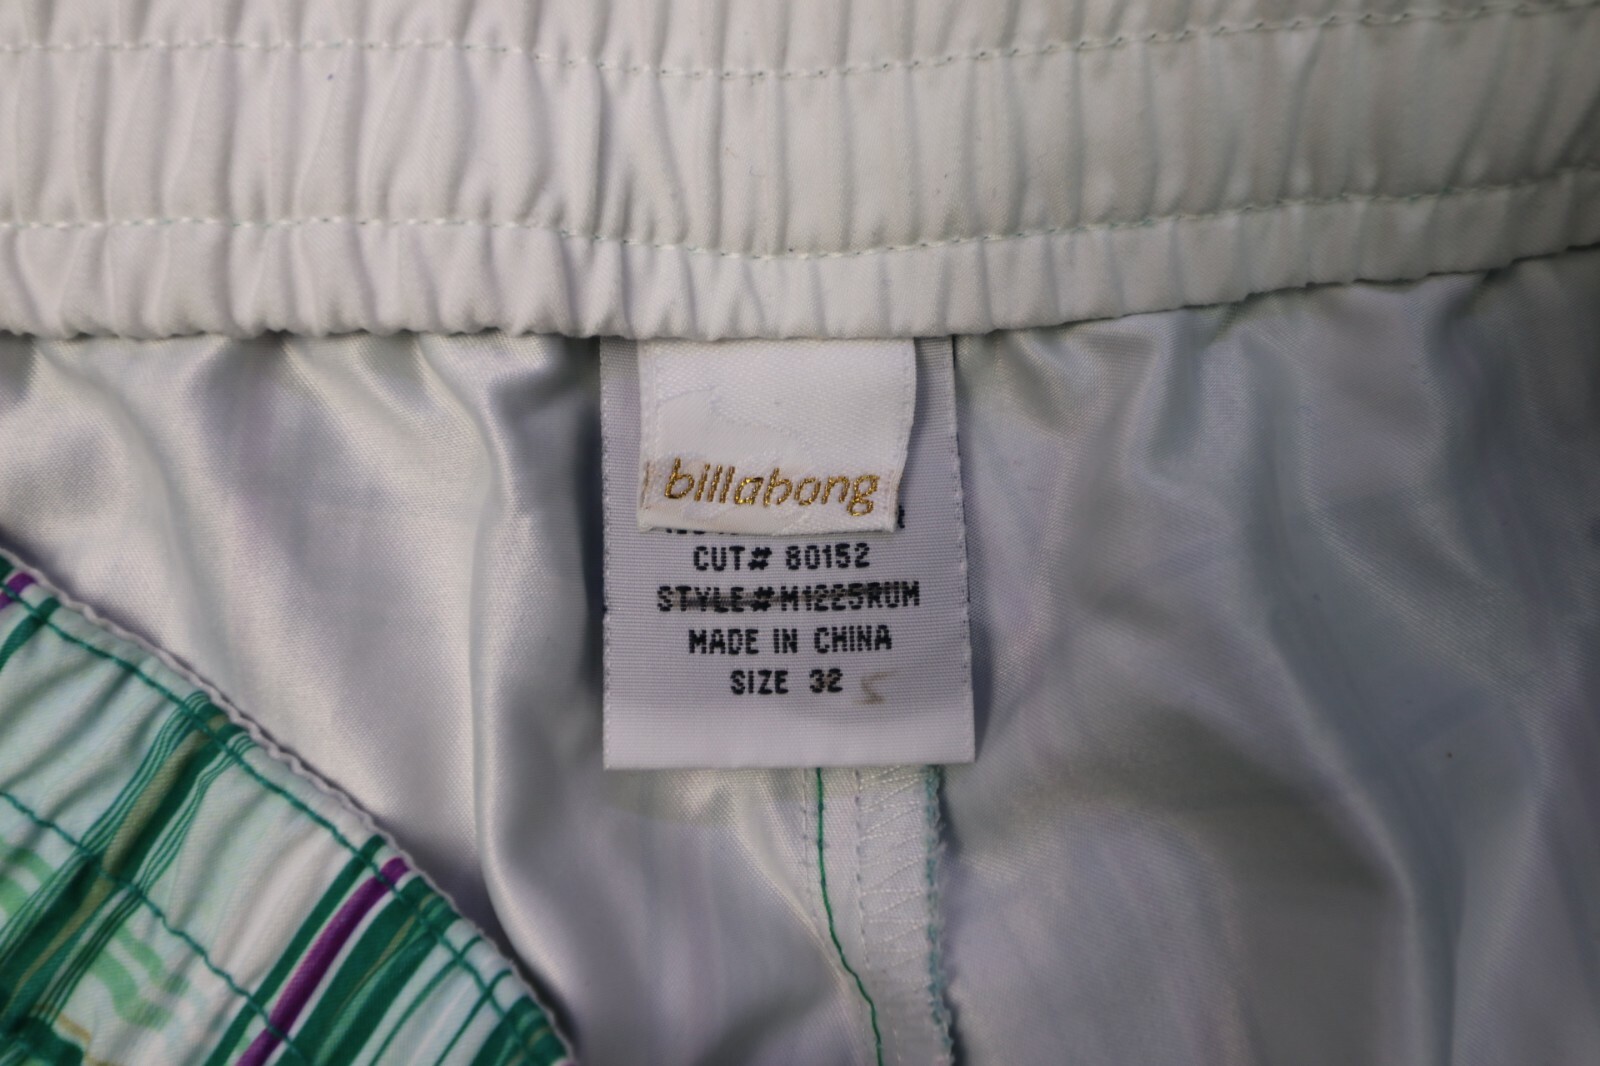 billabong
CUT# 80152
STYLE# M1225RUM
MADE IN CHINA
SIZE 32 S